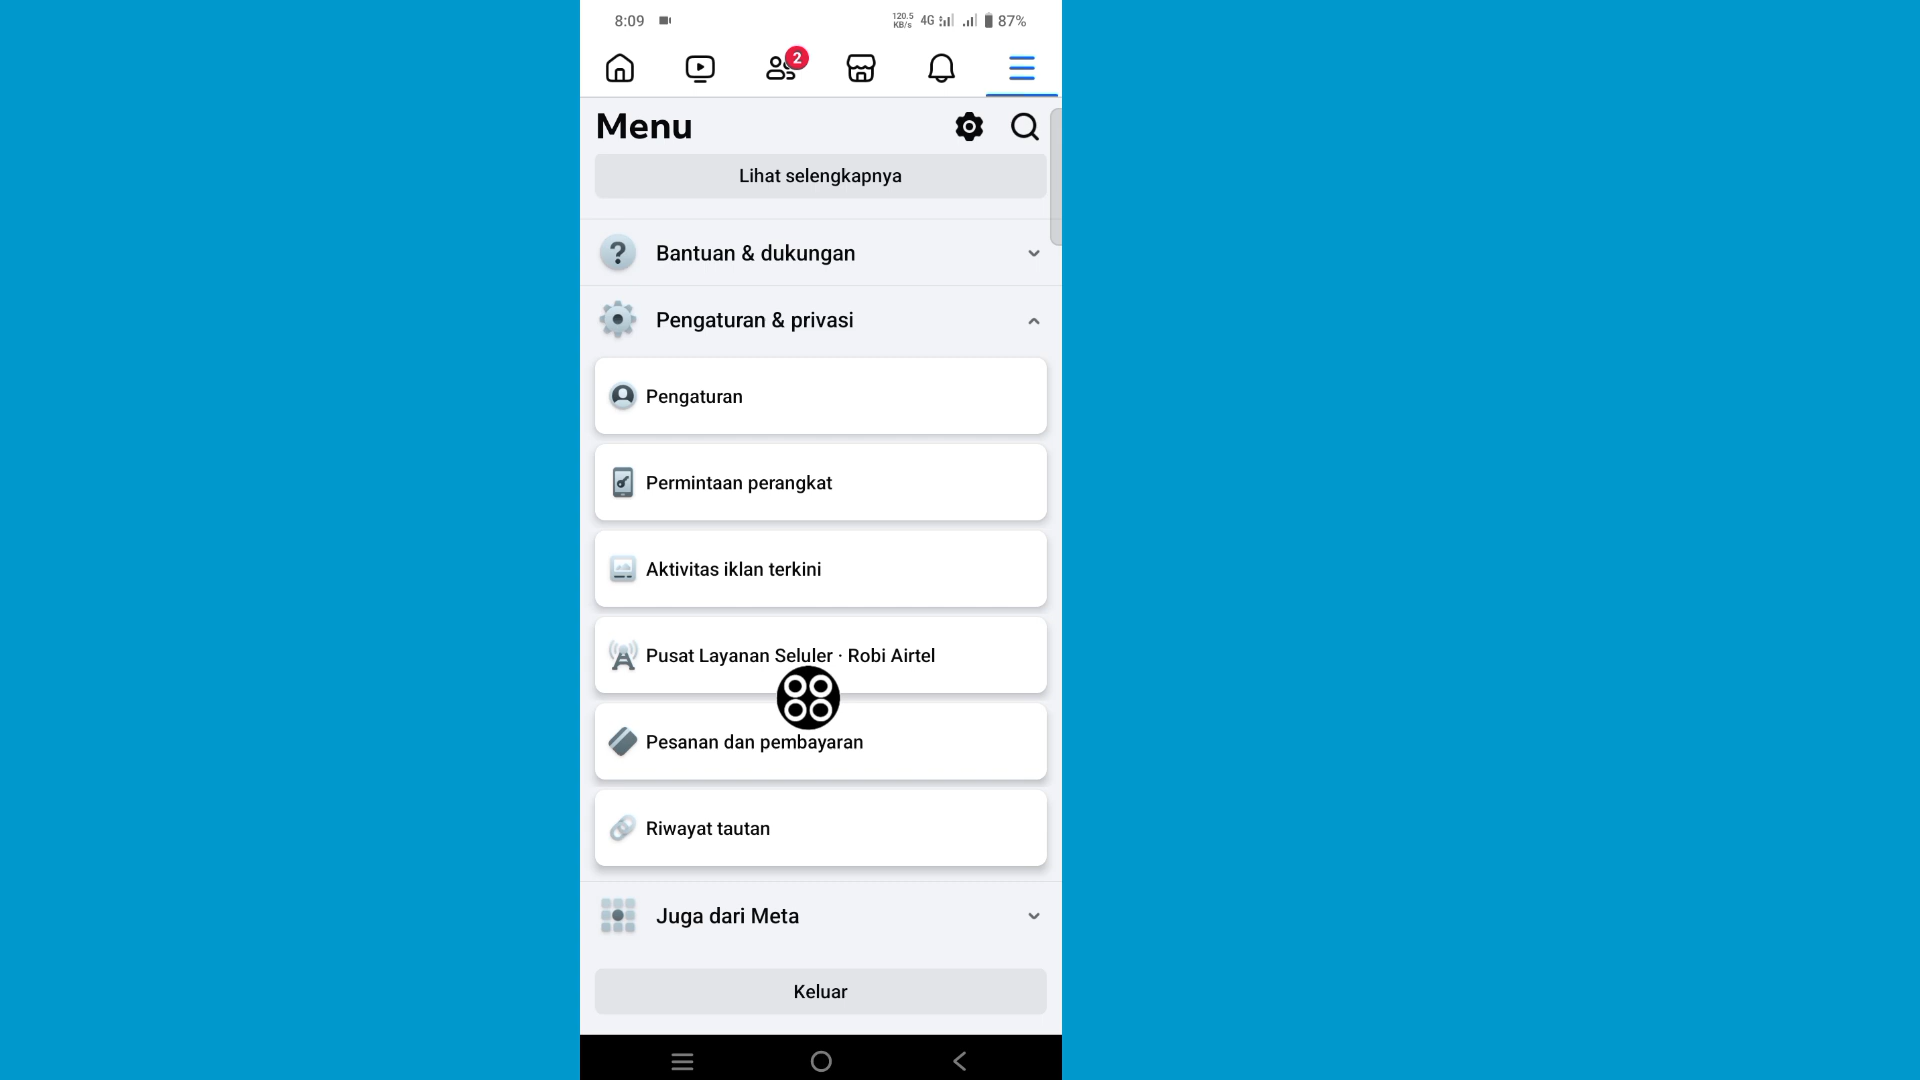 8:09
120.5
KB/s
4G
87%
2
Menu
Lihat selengkapnya
Bantuan & dukungan
Pengaturan & privasi
Pengaturan
Permintaan perangkat
Aktivitas iklan terkini
Pusat Layanan Seluler · Robi Airtel
Pesanan dan pembayaran
Riwayat tautan
Juga dari Meta
Keluar